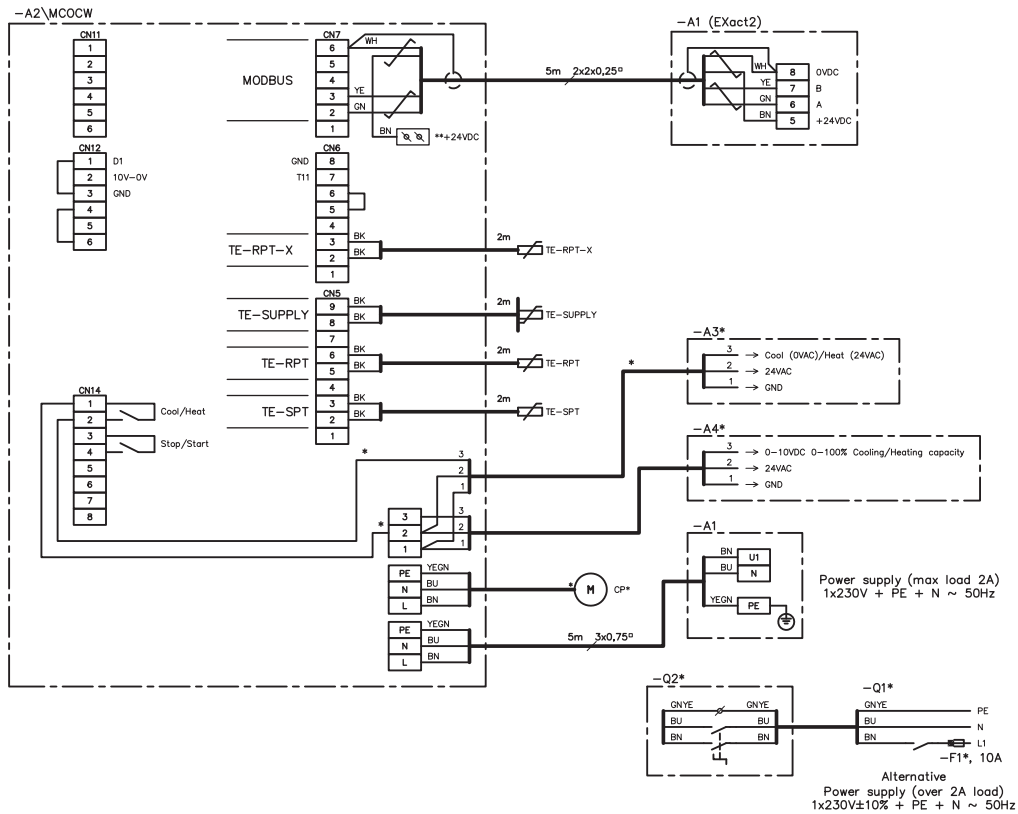 -A2\MCOCW
CN11
1
2
3
4
5
6
CN12
1 D1
2 10V-0V
3 GND
4
5
6
CN14
1
2
Cool/Heat
3
4
Stop/Start
5
6
7
8
MODBUS
CN7
6 WH
5
4
3 YE
2 GN
1
BN **+24VDC
CN6
GND 8
T11 7
6
5
4
3 BK
TE-RPT-X
2 BK
1
2m
TE-RPT-X
CN5
9 BK
TE-SUPPLY
8 BK
7
2m
TE-SUPPLY
6 BK
TE-RPT
5 BK
4
2m
TE-RPT
3 BK
TE-SPT
2 BK
1
2m
TE-SPT
*
3
2
1
*
3 3
2 2
1 1
PE YEGN
N BU
L BN
* M CP*
PE YEGN
N BU
L BN
5m 3x0,75¤
5m 2x2x0,25¤
-A1 (EXact2)
WH 8 0VDC
YE 7 B
GN 6 A
BN 5 +24VDC
*
-A3*
3 → Cool (0VAC)/Heat (24VAC)
2 → 24VAC
1 → GND
-A4*
3 → 0-10VDC 0-100% Cooling/Heating capacity
2 → 24VAC
1 → GND
-A1
BN U1
BU N
YEGN PE
Power supply (max load 2A)
1x230V + PE + N ~ 50Hz
-Q2*
GNYE GNYE
BU BU
BN BN
-Q1*
GNYE PE
BU N
BN L1
-F1*, 10A
Alternative
Power supply (over 2A load)
1x230V±10% + PE + N ~ 50Hz